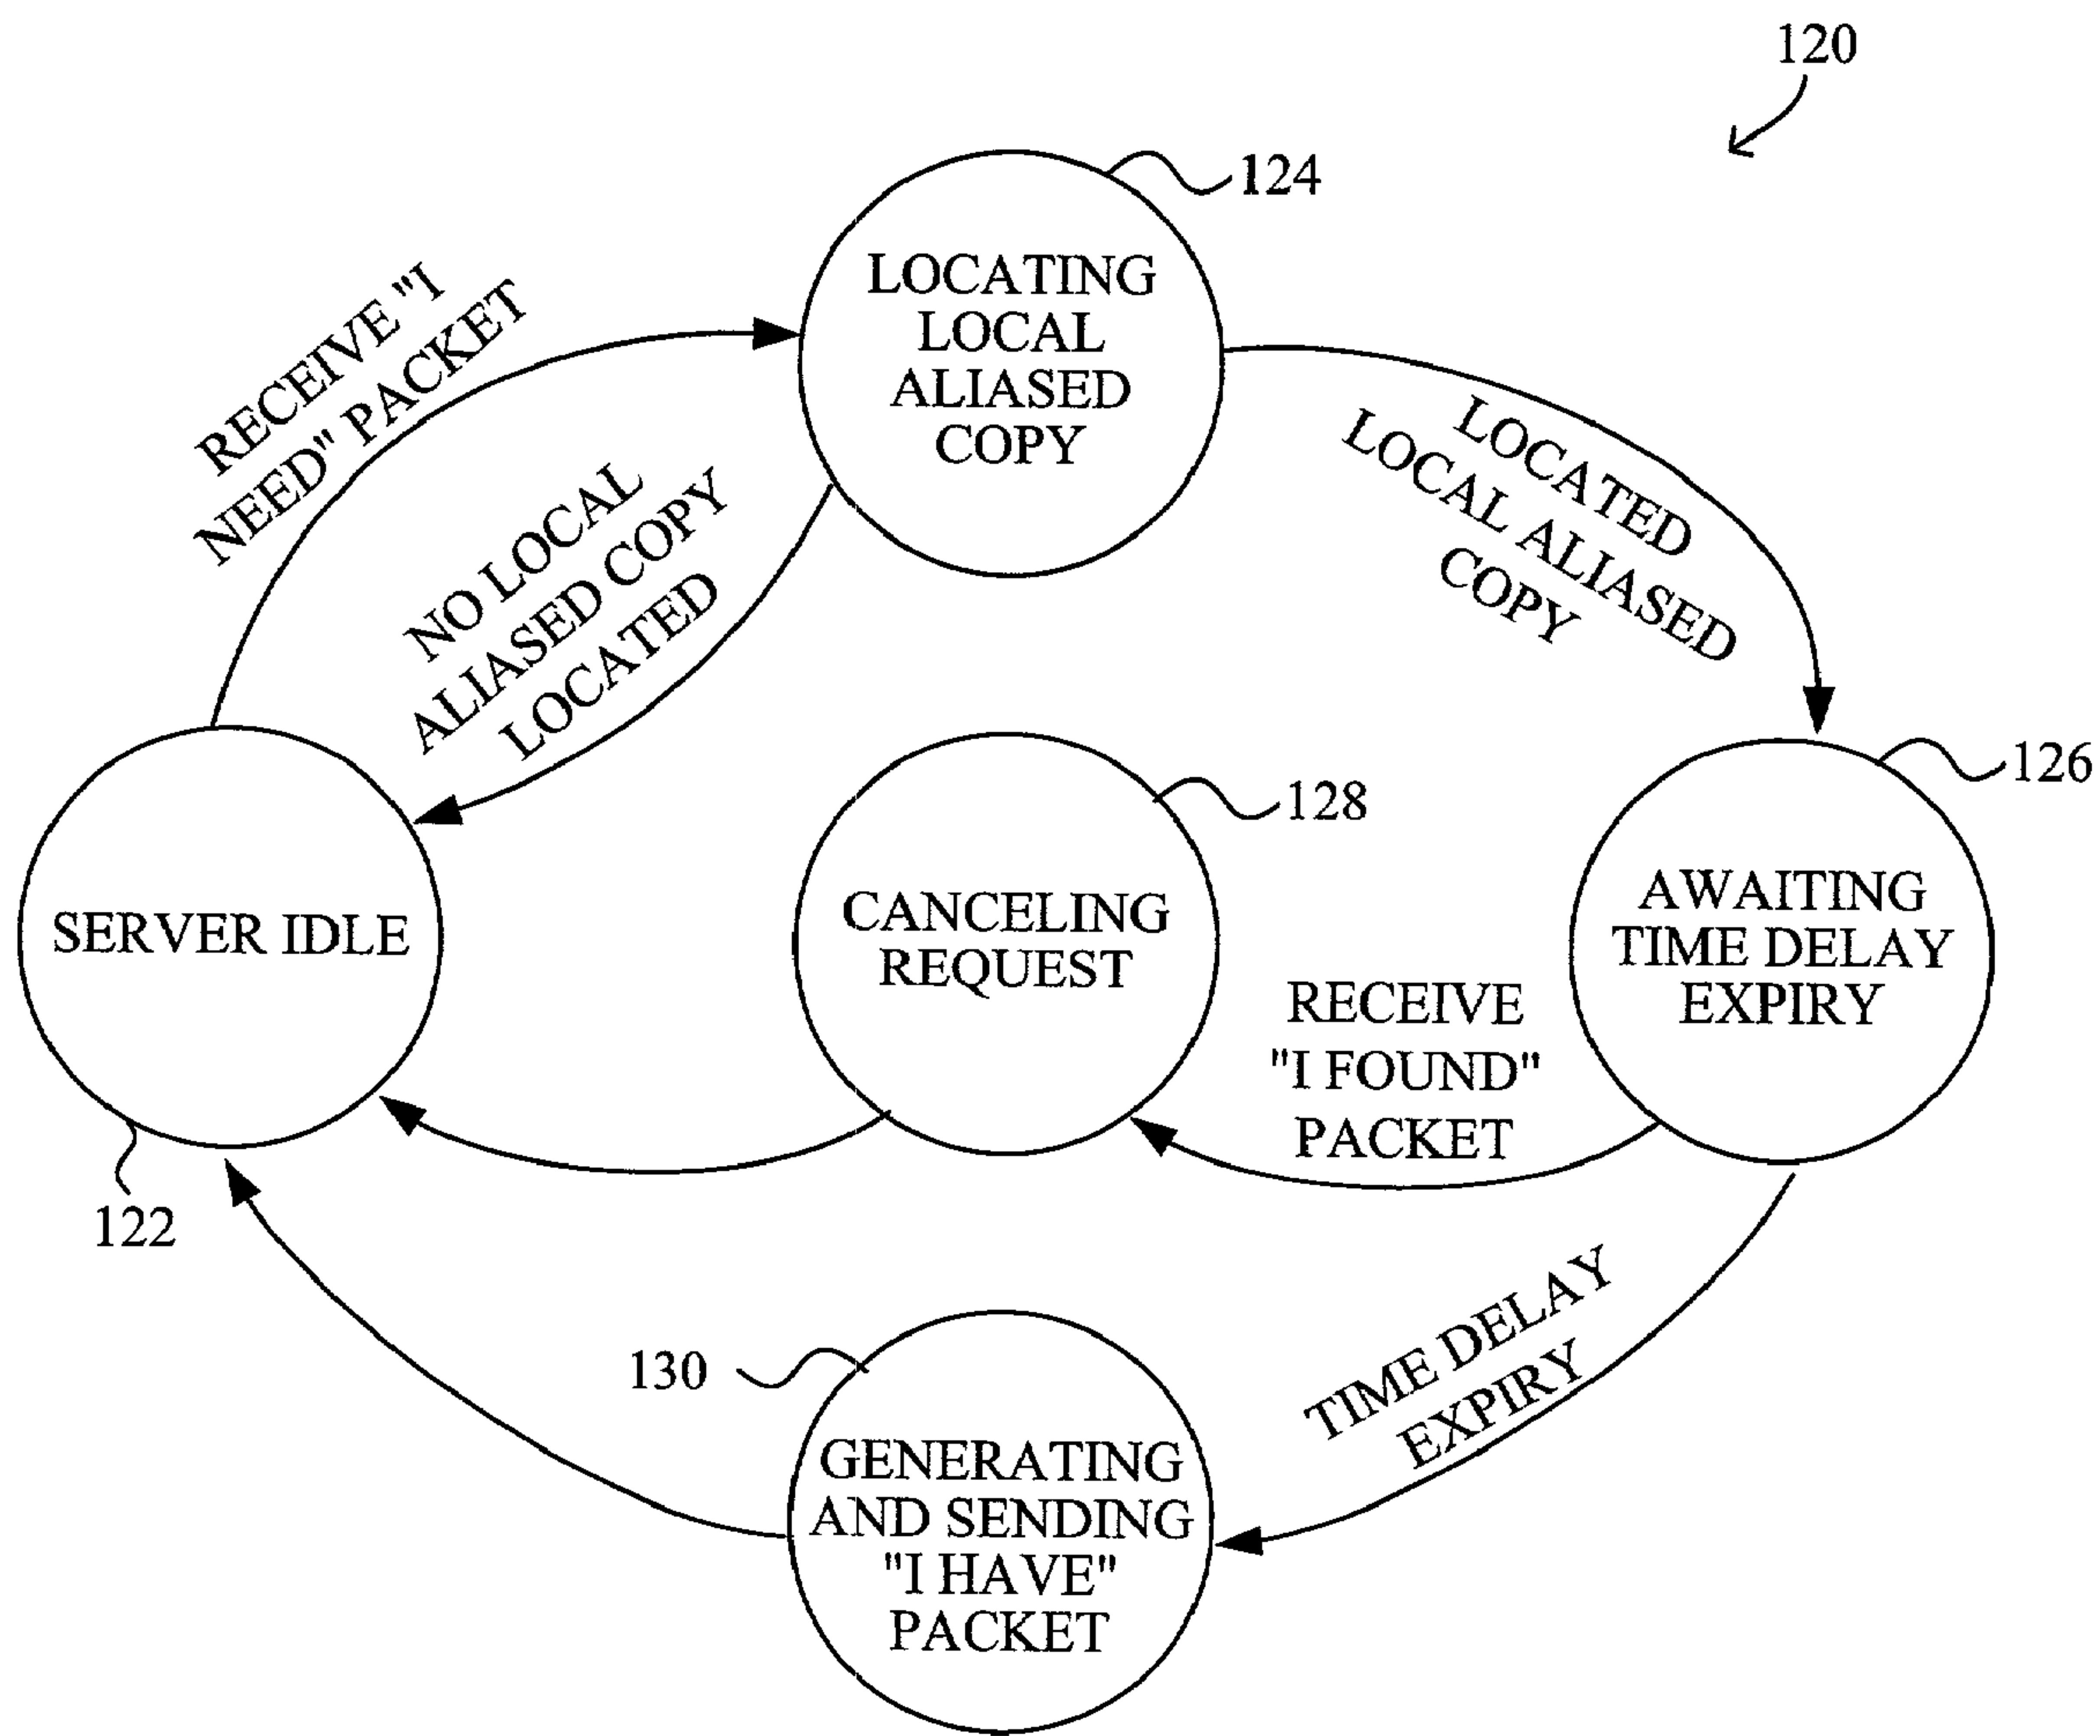 120
124
LOCATING
LOCAL
ALIASED
COPY
RECEIVE "I
NEED" PACKET
NO LOCAL
ALIASED COPY
LOCATED
LOCATED
LOCAL ALIASED
COPY
126
128
SERVER IDLE
CANCELING
REQUEST
AWAITING
TIME DELAY
EXPIRY
RECEIVE
"I FOUND"
PACKET
122
TIME DELAY
EXPIRY
130
GENERATING
AND SENDING
"I HAVE"
PACKET